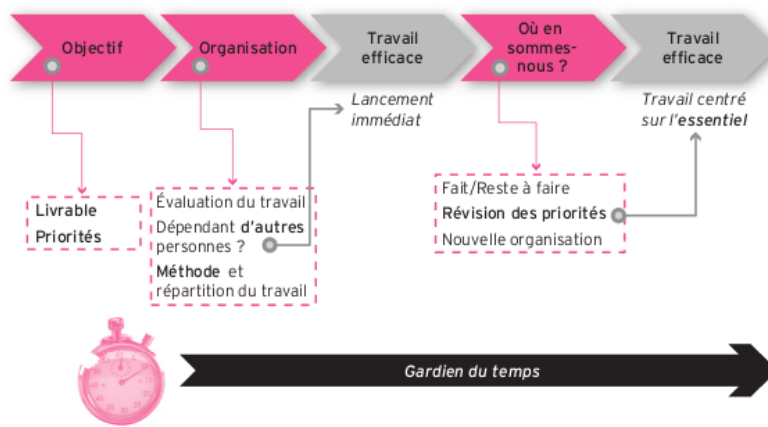 Objectif
Organisation
Travail
efficace
Où en
sommes-
nous ?
Travail
efficace
Lancement
immédiat
Travail centré
sur l'essentiel
Livrable
Priorités
Évaluation du travail
Dépendant d'autres
personnes ?
Méthode et
répartition du travail
Fait/Reste à faire
Révision des priorités
Nouvelle organisation
Gardien du temps